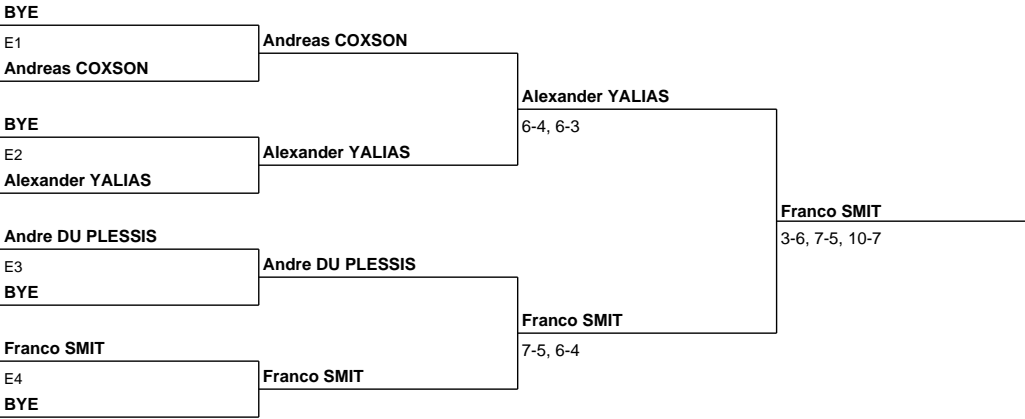 BYE
E1
Andreas COXSON
Andreas COXSON
BYE
E2
Alexander YALIAS
Alexander YALIAS
Alexander YALIAS
6-4, 6-3
Andre DU PLESSIS
E3
BYE
Andre DU PLESSIS
Franco SMIT
E4
BYE
Franco SMIT
Franco SMIT
7-5, 6-4
Franco SMIT
3-6, 7-5, 10-7